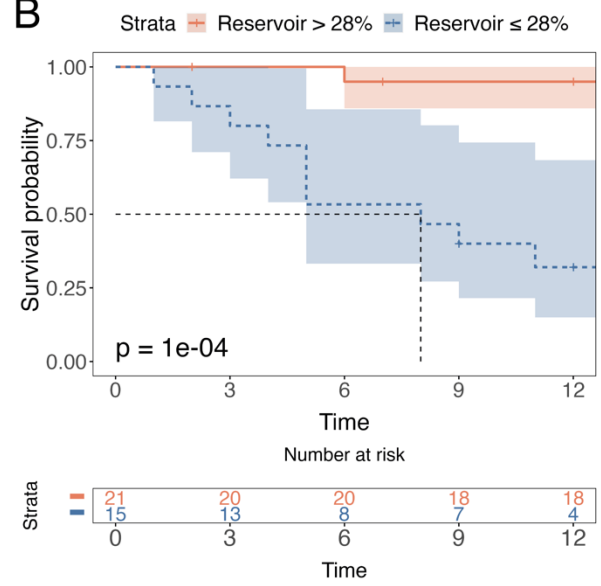 B
Strata Reservoir > 28% Reservoir ≤ 28%
Survival probability
1.00
0.75
0.50
0.25
0.00
p = 1e-04
0 3 6 9 12
Time
Number at risk
Strata
21 20 20 18 18
15 13 8 7 4
0 3 6 9 12
Time